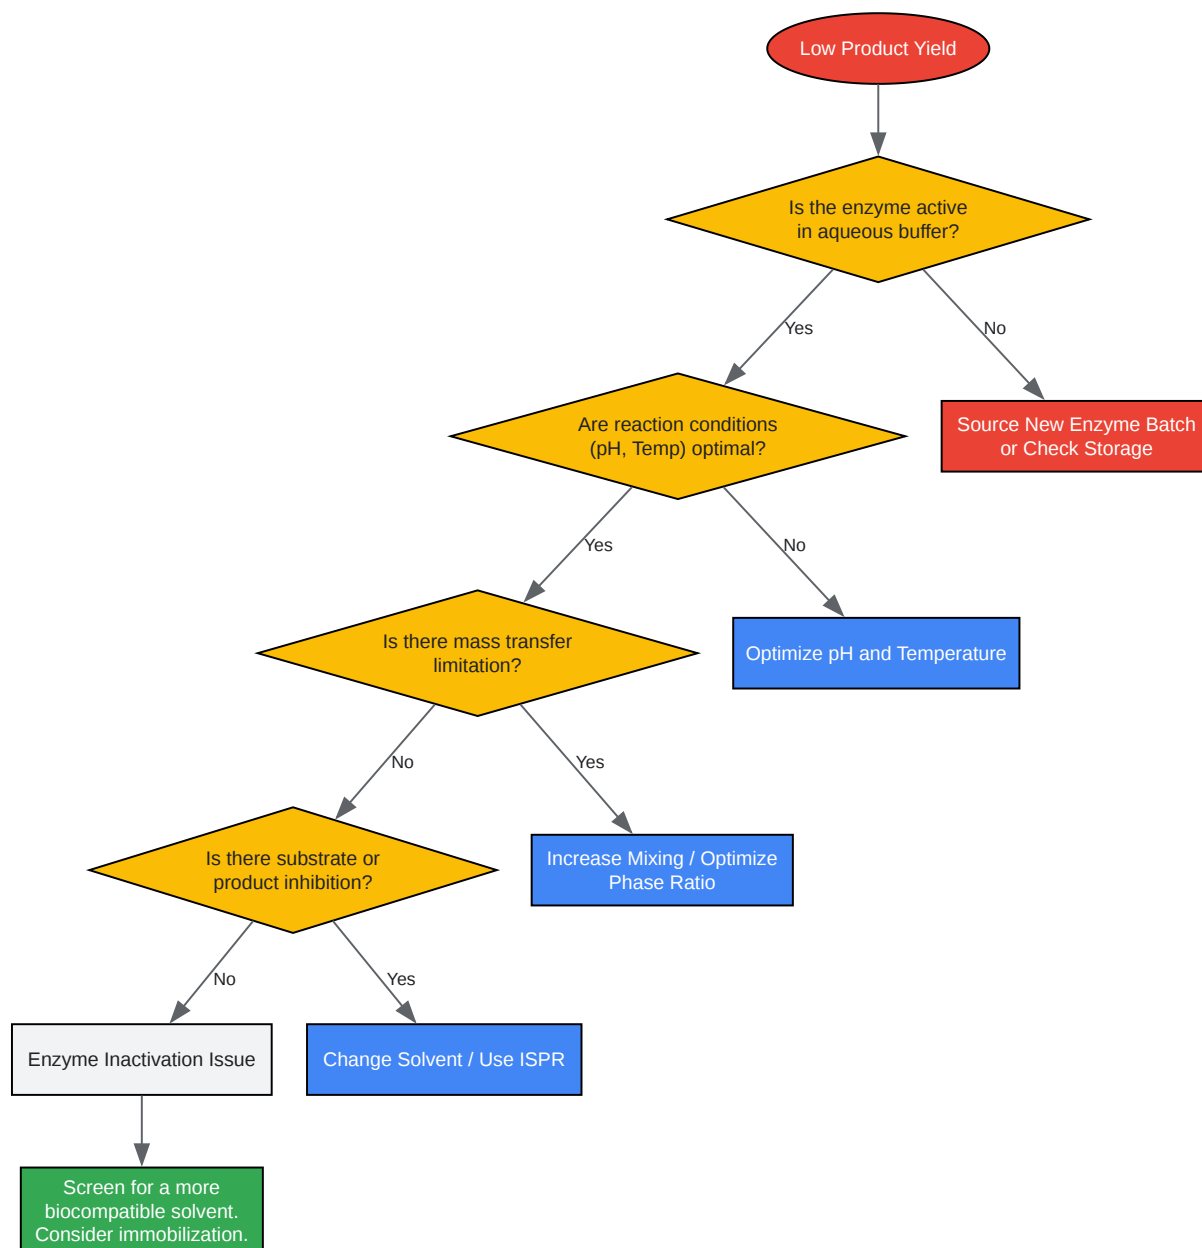 Low Product Yield
Is the enzyme active
in aqueous buffer?
Yes
No
Are reaction conditions
(pH, Temp) optimal?
Source New Enzyme Batch
or Check Storage
Yes
No
Is there mass transfer
limitation?
Optimize pH and Temperature
No
Yes
Is there substrate or
product inhibition?
Increase Mixing / Optimize
Phase Ratio
No
Yes
Enzyme Inactivation Issue
Change Solvent / Use ISPR
Screen for a more
biocompatible solvent.
Consider immobilization.